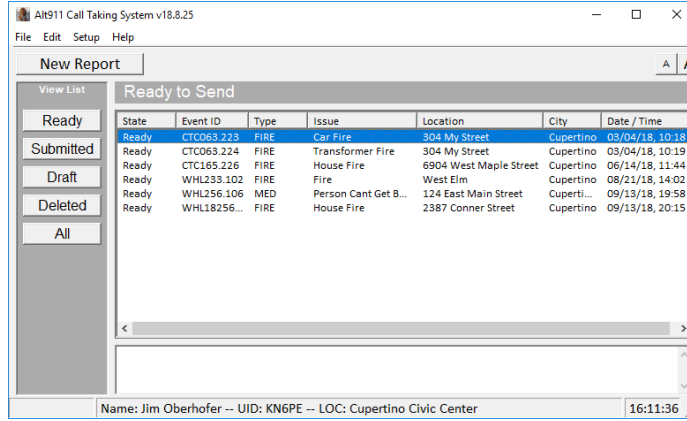 Alt911 Call Taking System v18.8.25
File Edit Setup Help
New Report A
View List Ready to Send
Ready
Submitted
Draft
Deleted
All
State Event ID Type Issue Location City Date / Time
Ready CTC063.223 FIRE Car Fire 304 My Street Cupertino 03/04/18, 10:18
Ready CTC063.224 FIRE Transformer Fire 304 My Street Cupertino 03/04/18, 10:19
Ready CTC165.226 FIRE House Fire 6904 West Maple Street Cupertino 06/14/18, 11:44
Ready WHL233.102 FIRE Fire West Elm Cupertino 08/21/18, 14:02
Ready WHL256.106 MED Person Cant Get B... 124 East Main Street Cuperti... 09/13/18, 19:58
Ready WHL18256... FIRE House Fire 2387 Conner Street Cupertino 09/13/18, 20:15
Name: Jim Oberhofer -- UID: KN6PE -- LOC: Cupertino Civic Center 16:11:36